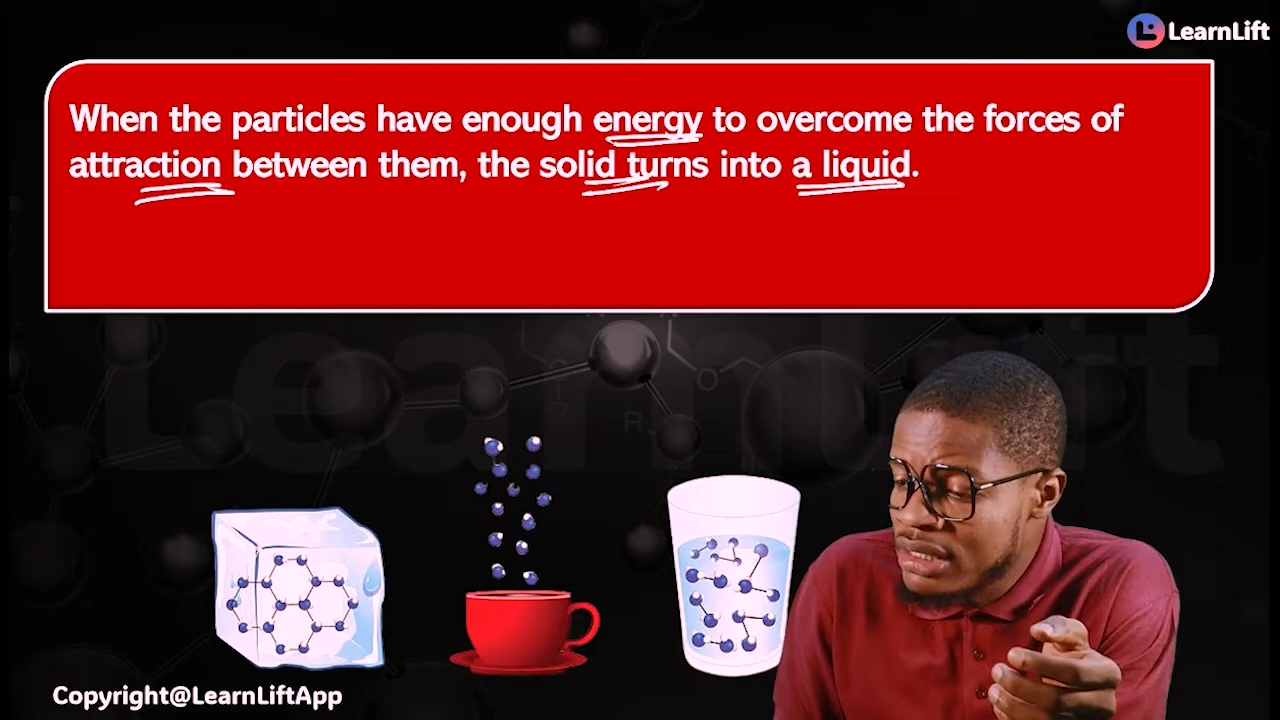 LearnLift
When the particles have enough energy to overcome the forces of
attraction between them, the solid turns into a liquid.
LearnLift
O
R
Copyright@LearnLiftApp